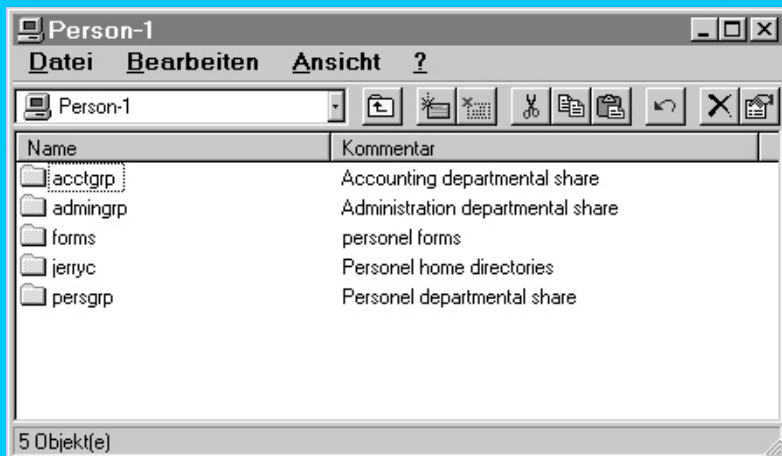 Person-1
Datei Bearbeiten Ansicht ?
Person-1
Name Kommentar
acctgrp Accounting departmental share
admingrp Administration departmental share
forms personel forms
jerryc Personel home directories
persgrp Personel departmental share
5 Objekt(e)